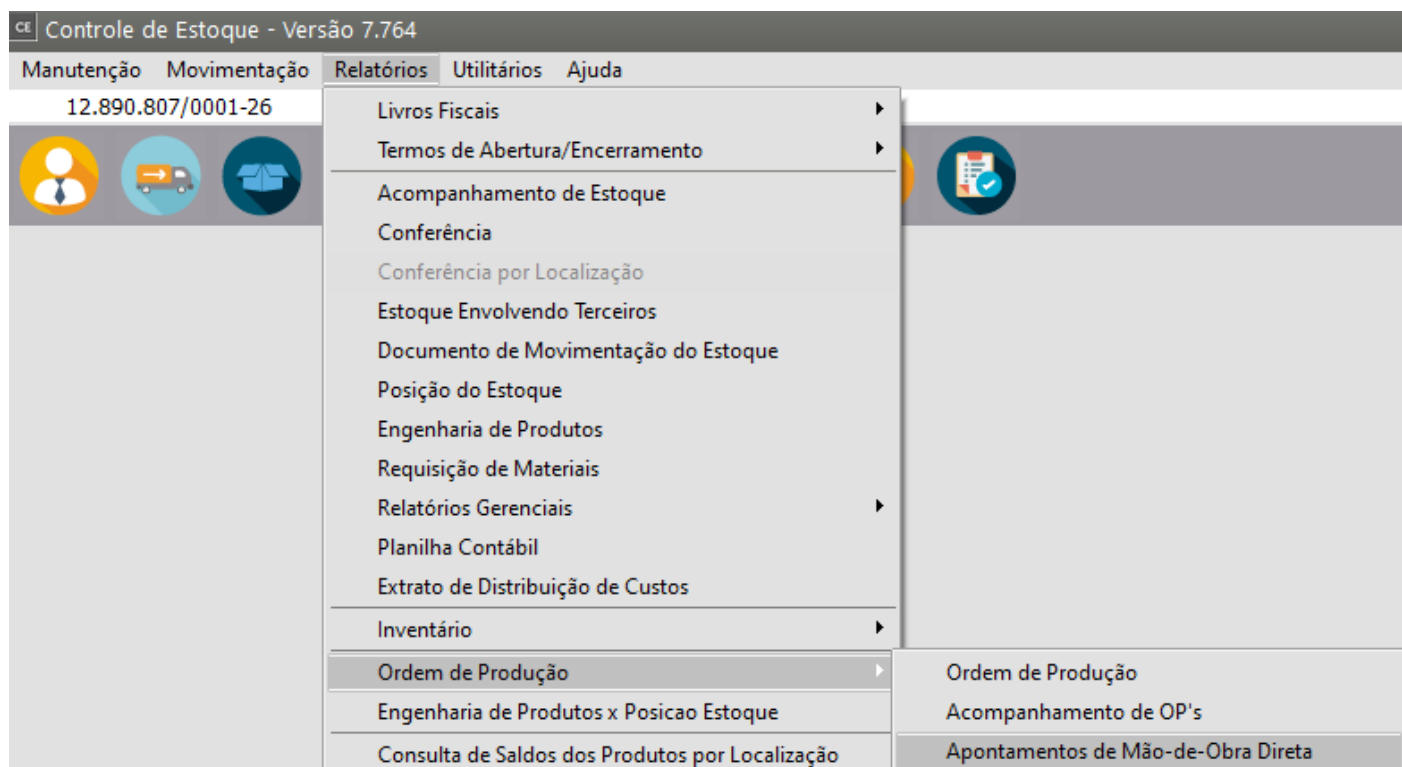 CE Controle de Estoque - Versão 7.764
Manutenção Movimentação Relatórios Utilitários Ajuda
12.890.807/0001-26
Livros Fiscais
Termos de Abertura/Encerramento
Acompanhamento de Estoque
Conferência
Conferência por Localização
Estoque Envolvendo Terceiros
Documento de Movimentação do Estoque
Posição do Estoque
Engenharia de Produtos
Requisição de Materiais
Relatórios Gerenciais
Planilha Contábil
Extrato de Distribuição de Custos
Inventário
Ordem de Produção
Ordem de Produção
Engenharia de Produtos x Posicao Estoque
Acompanhamento de OP's
Consulta de Saldos dos Produtos por Localização
Apontamentos de Mão-de-Obra Direta